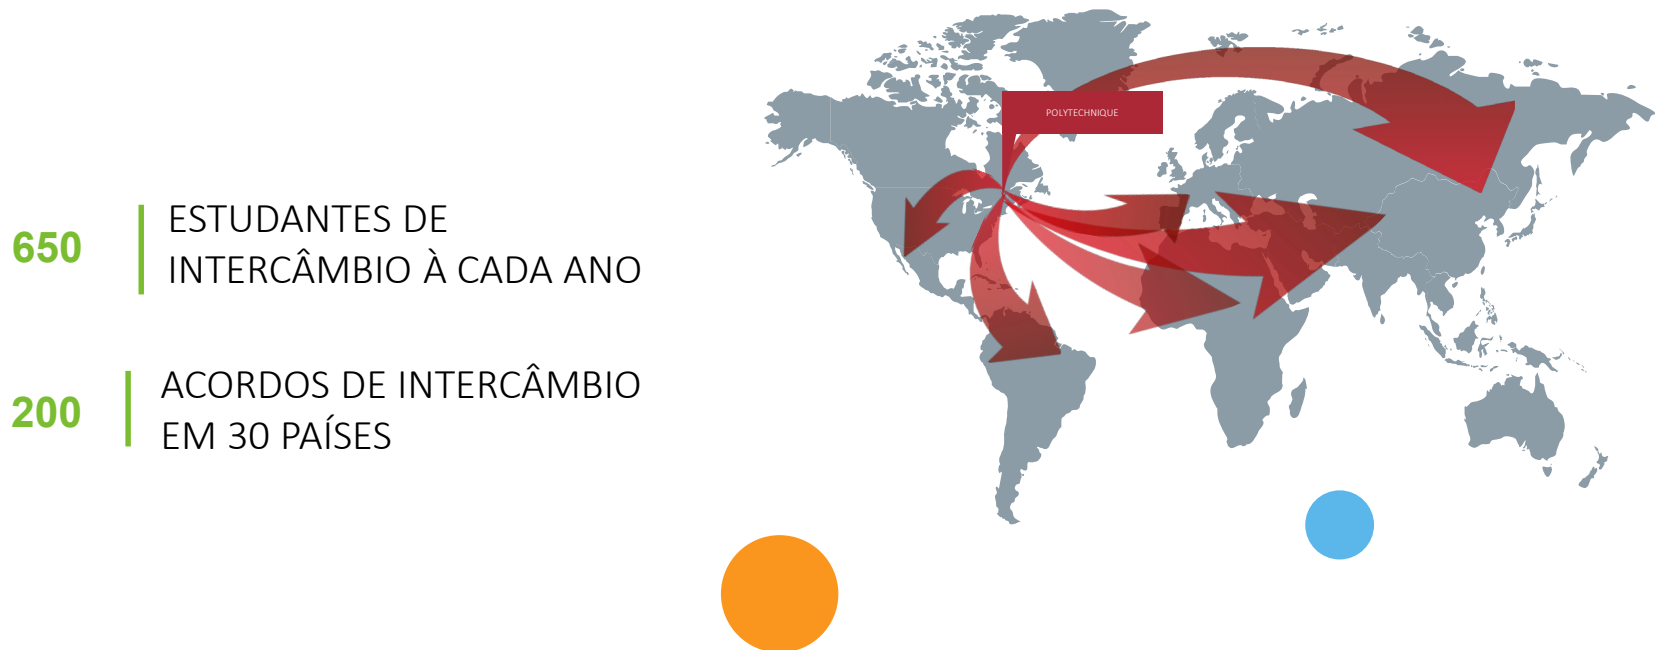 650
ESTUDANTES DE
INTERCÂMBIO À CADA ANO
200
ACORDOS DE INTERCÂMBIO
EM 30 PAÍSES
POLYTECHNIQUE